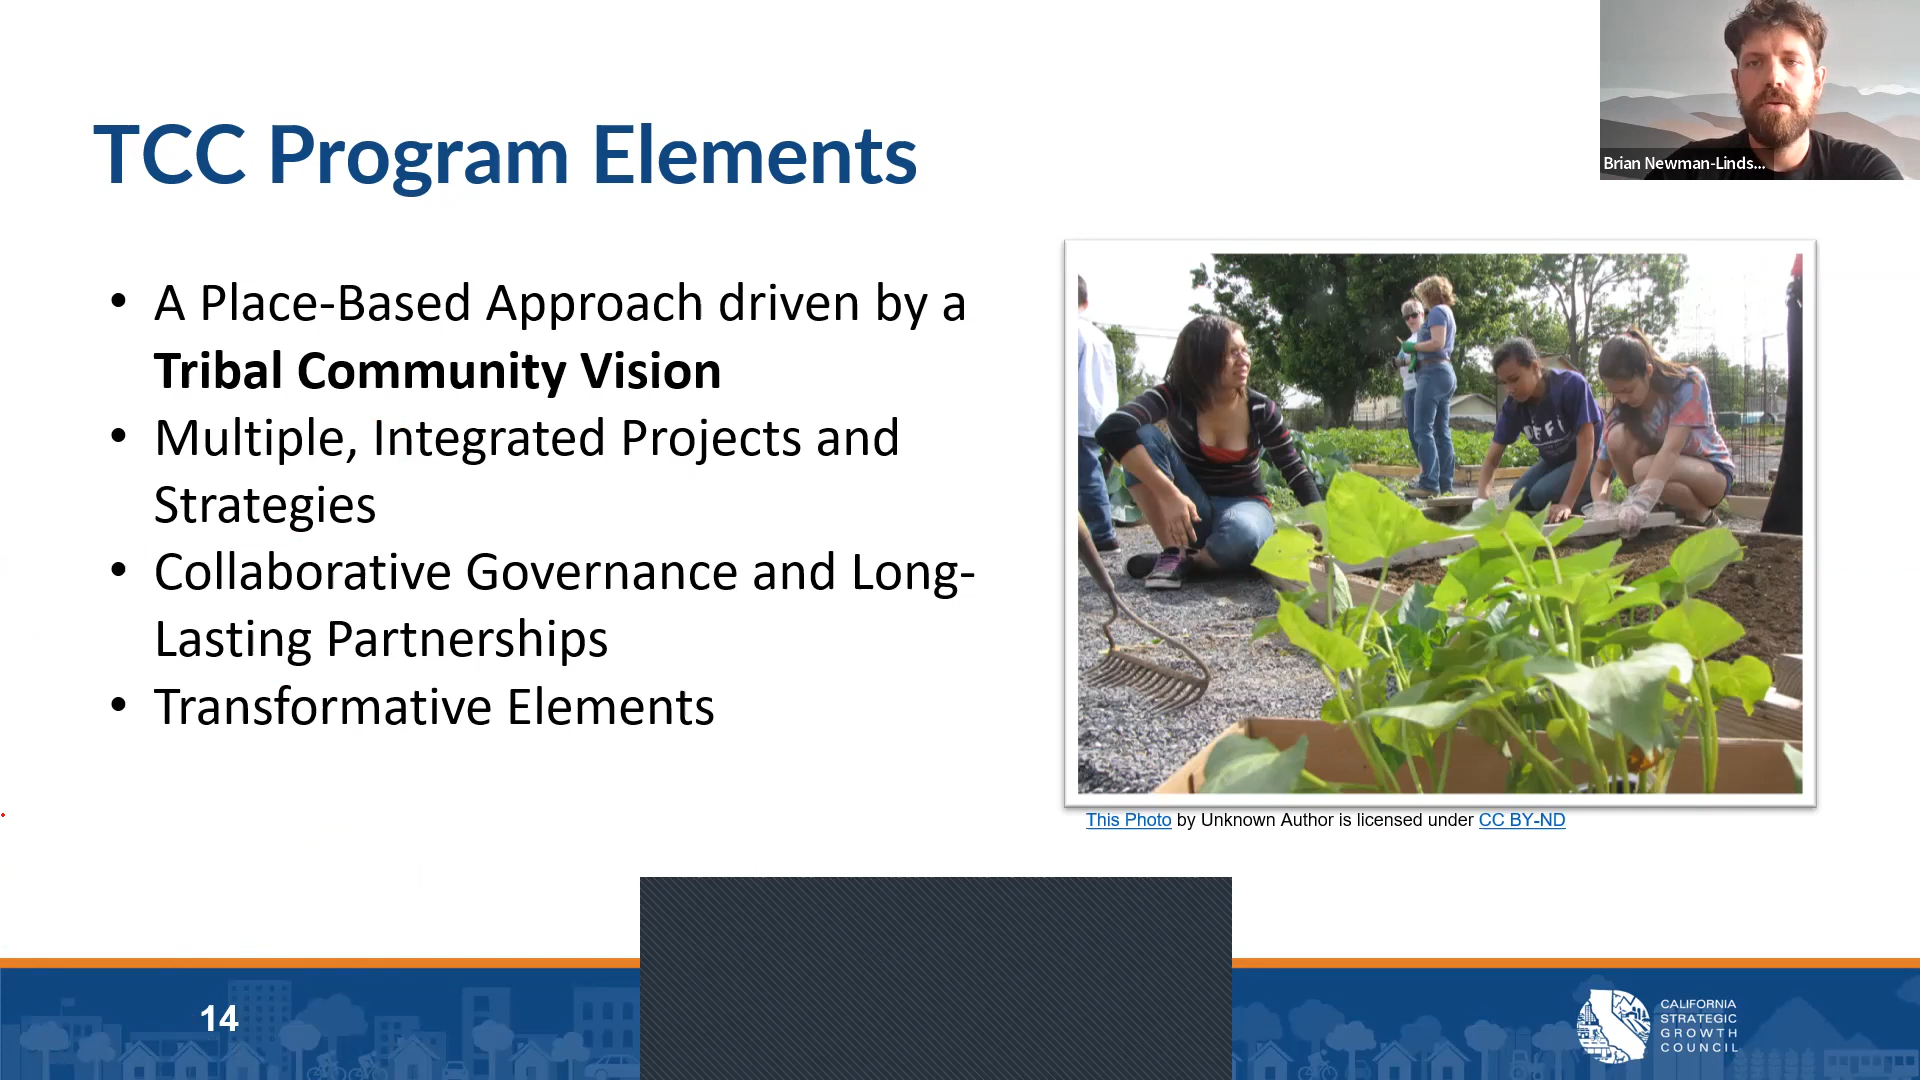 Brian Newman-Linds...
TCC Program Elements
• A Place-Based Approach driven by a
Tribal Community Vision
• Multiple, Integrated Projects and
Strategies
• Collaborative Governance and Long-
Lasting Partnerships
• Transformative Elements
This Photo by Unknown Author is licensed under CC BY-ND
14
CALIFORNIA
STRATEGIC
GROWTH
COUNCIL